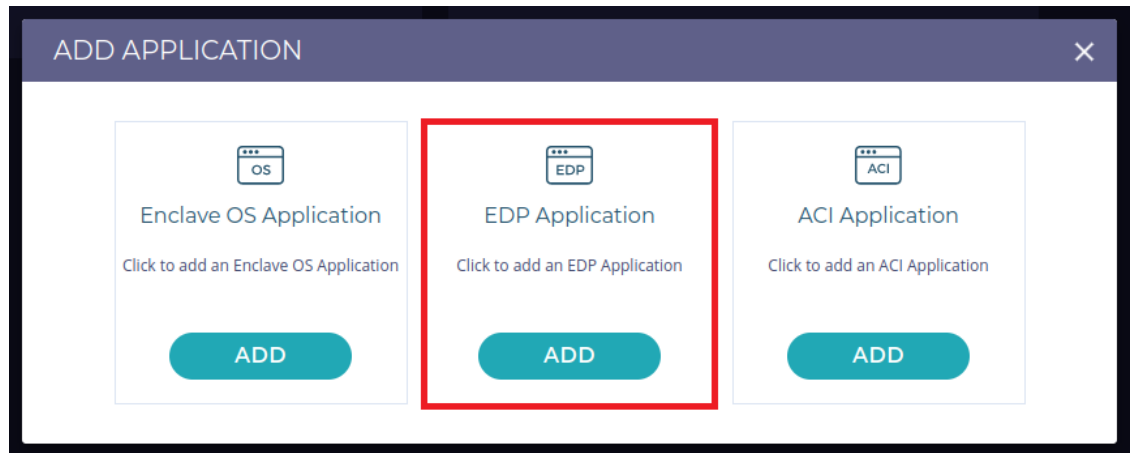 ADD APPLICATION
OS
EDP
ACI
Enclave OS Application
EDP Application
ACI Application
Click to add an Enclave OS Application
Click to add an EDP Application
Click to add an ACI Application
ADD
ADD
ADD